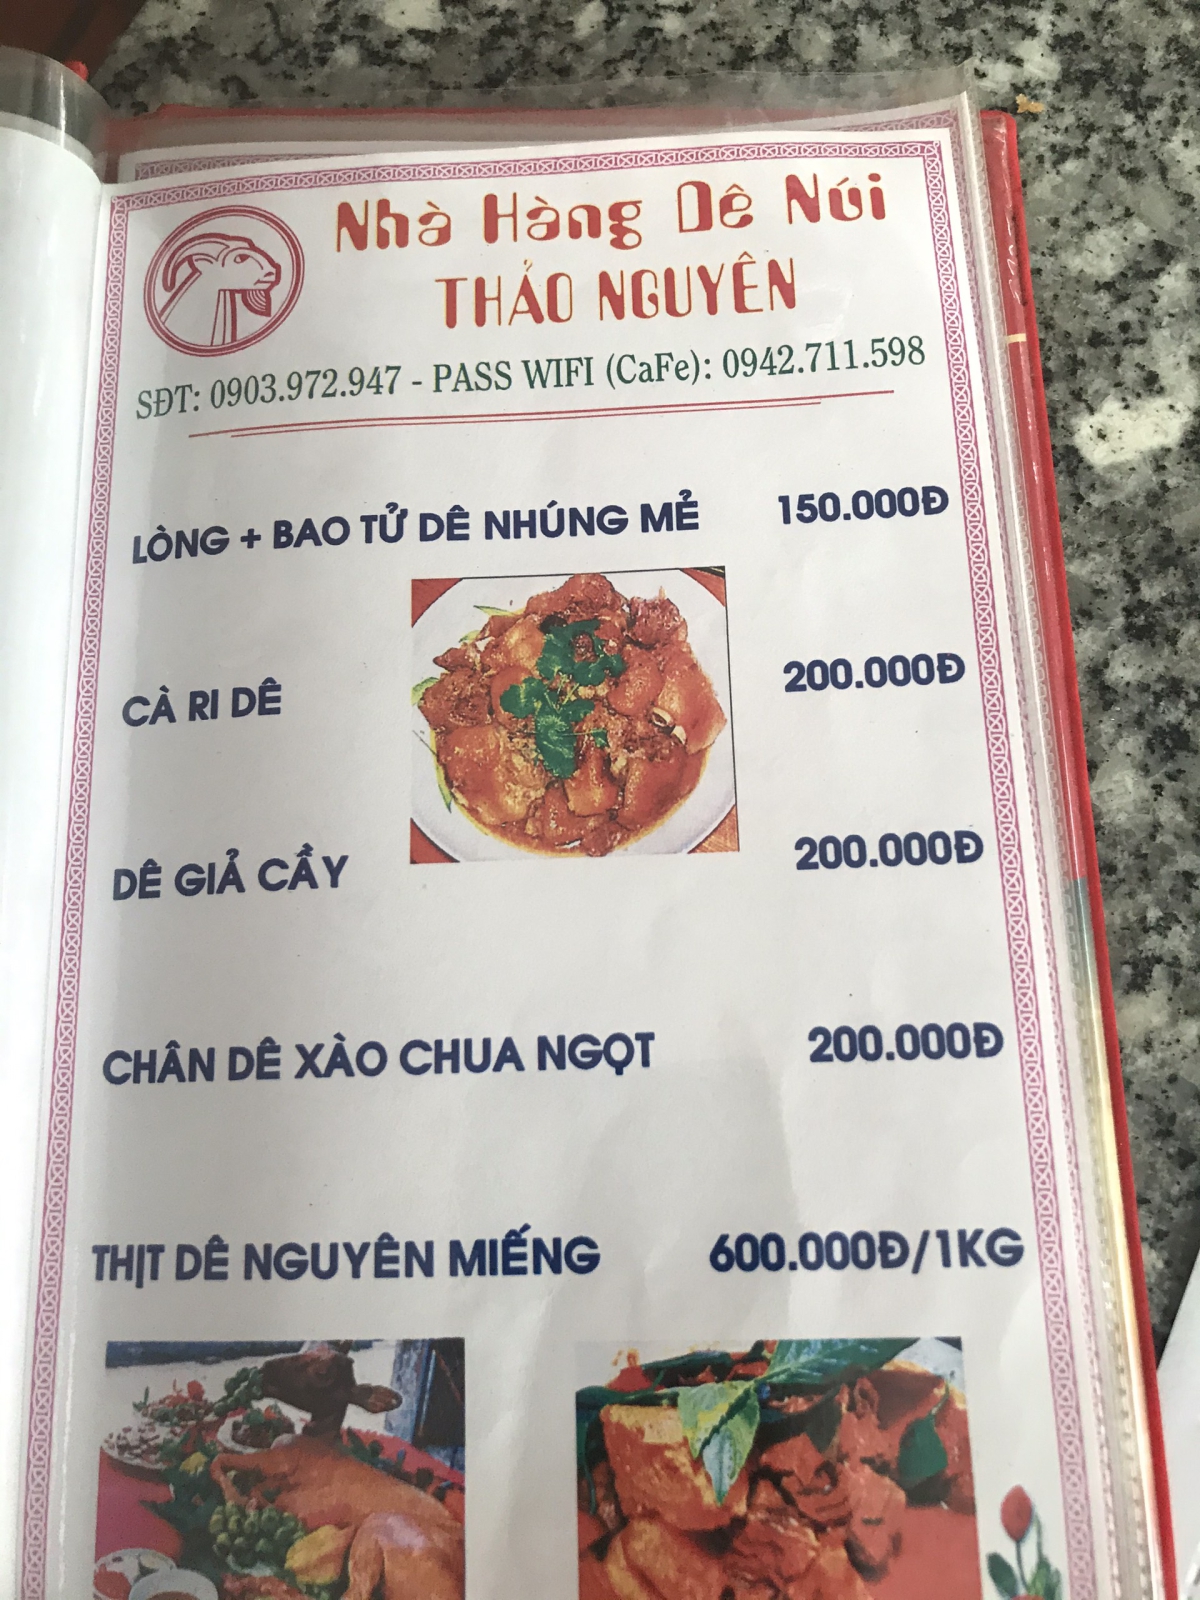 Nhà Hàng Dê Núi
THẢO NGUYÊN
SĐT: 0903.972.947 - PASS WIFI (CaFe): 0942.711.598
LÒNG + BAO TỬ DÊ NHÚNG MẺ 150.000Đ
CÀ RI DÊ 200.000Đ
DÊ GIẢ CẦY 200.000Đ
CHÂN DÊ XÀO CHUA NGỌT 200.000Đ
THỊT DÊ NGUYÊN MIẾNG 600.000Đ/1KG